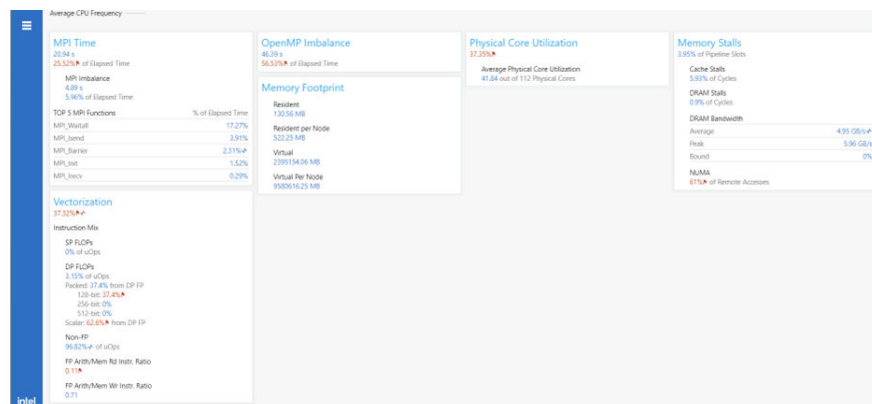 Average CPU Frequency
MPI Time
20.94 s
25.52% of Elapsed Time
MPI Imbalance
4.89 s
5.96% of Elapsed Time
TOP 5 MPI Functions % of Elapsed Time
MPI_Waitall 17.27%
MPI_Isend 3.91%
MPI_Barrier 2.51%
MPI_Init 1.52%
MPI_Irecv 0.29%
Vectorization
37.32%
Instruction Mix
SP FLOPs
0% of uOps
DP FLOPs
3.15% of uOps
Packed: 37.4% from DP FP
128-bit: 37.4%
256-bit: 0%
512-bit: 0%
Scalar: 62.6% from DP FP
Non-FP
96.82% of uOps
FP Arith/Mem Rd Instr. Ratio
0.11
FP Arith/Mem Wr Instr. Ratio
0.71
OpenMP Imbalance
46.39 s
56.53% of Elapsed Time
Memory Footprint
Resident
130.56 MB
Resident per Node
522.25 MB
Virtual
2395154.06 MB
Virtual Per Node
9580616.25 MB
Physical Core Utilization
37.35%
Average Physical Core Utilization
41.84 out of 112 Physical Cores
Memory Stalls
3.95% of Pipeline Slots
Cache Stalls
5.93% of Cycles
DRAM Stalls
0.9% of Cycles
DRAM Bandwidth
Average 4.95 GB/s
Peak 5.96 GB/s
Bound 0%
NUMA
61% of Remote Accesses
intel